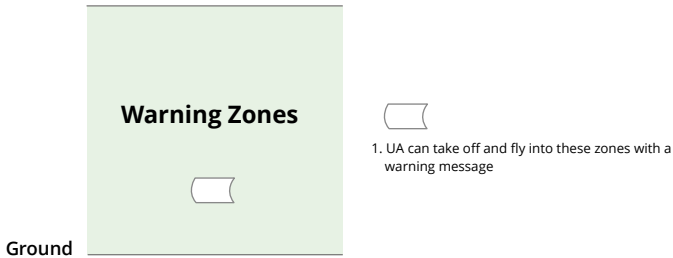 Warning Zones
1. UA can take off and fly into these zones with a
warning message
Ground